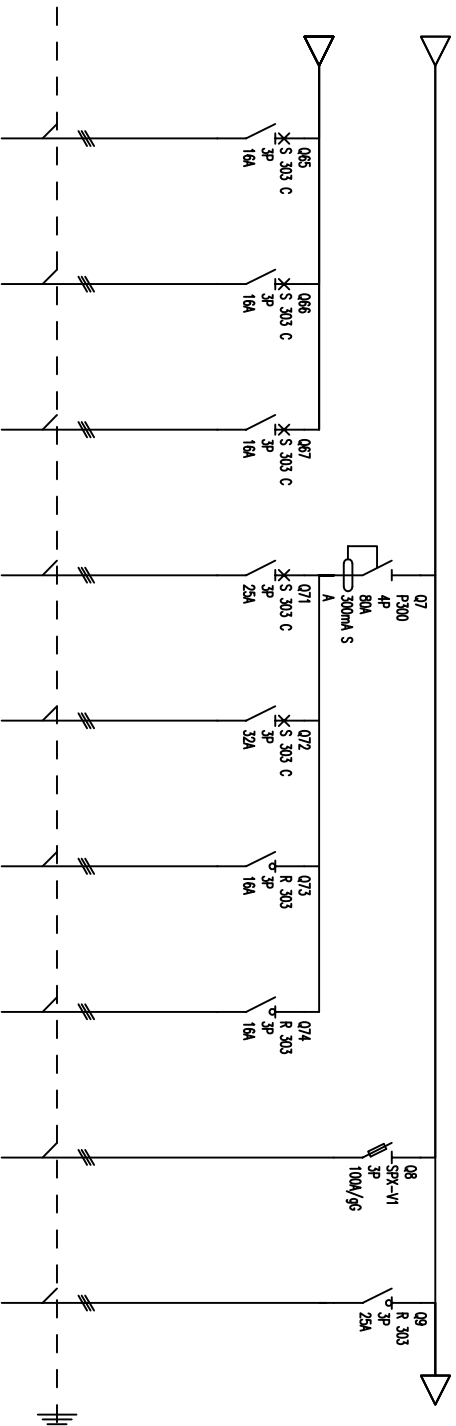 Q65
S 303 C
3P
16A
Q66
S 303 C
3P
16A
Q67
S 303 C
3P
16A
Q7
P300
4P
80A
300mA S
A
Q71
S 303 C
3P
25A
Q72
S 303 C
3P
32A
Q73
R 303
3P
16A
Q74
R 303
3P
16A
Q8
SPX-V1
3P
100A/gG
Q9
R 303
3P
25A